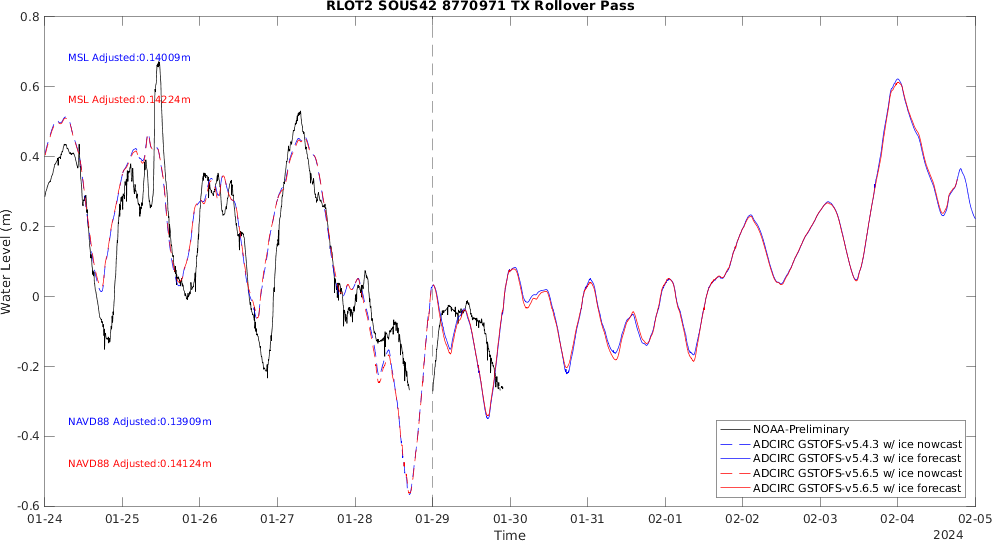 RLOT2 SOUS42 8770971 TX Rollover Pass
0.8
0.6
0.4
0.2
0
-0.2
-0.4
-0.6
Water Level (m)
MSL Adjusted:0.14009m
MSL Adjusted:0.14224m
NAVD88 Adjusted:0.13909m
NAVD88 Adjusted:0.14124m
NOAA-Preliminary
ADCIRC GSTOFS-v5.4.3 w/ ice nowcast
ADCIRC GSTOFS-v5.4.3 w/ ice forecast
ADCIRC GSTOFS-v5.6.5 w/ ice nowcast
ADCIRC GSTOFS-v5.6.5 w/ ice forecast
01-24 01-25 01-26 01-27 01-28 01-29 01-30 01-31 02-01 02-02 02-03 02-04 02-05
Time
2024